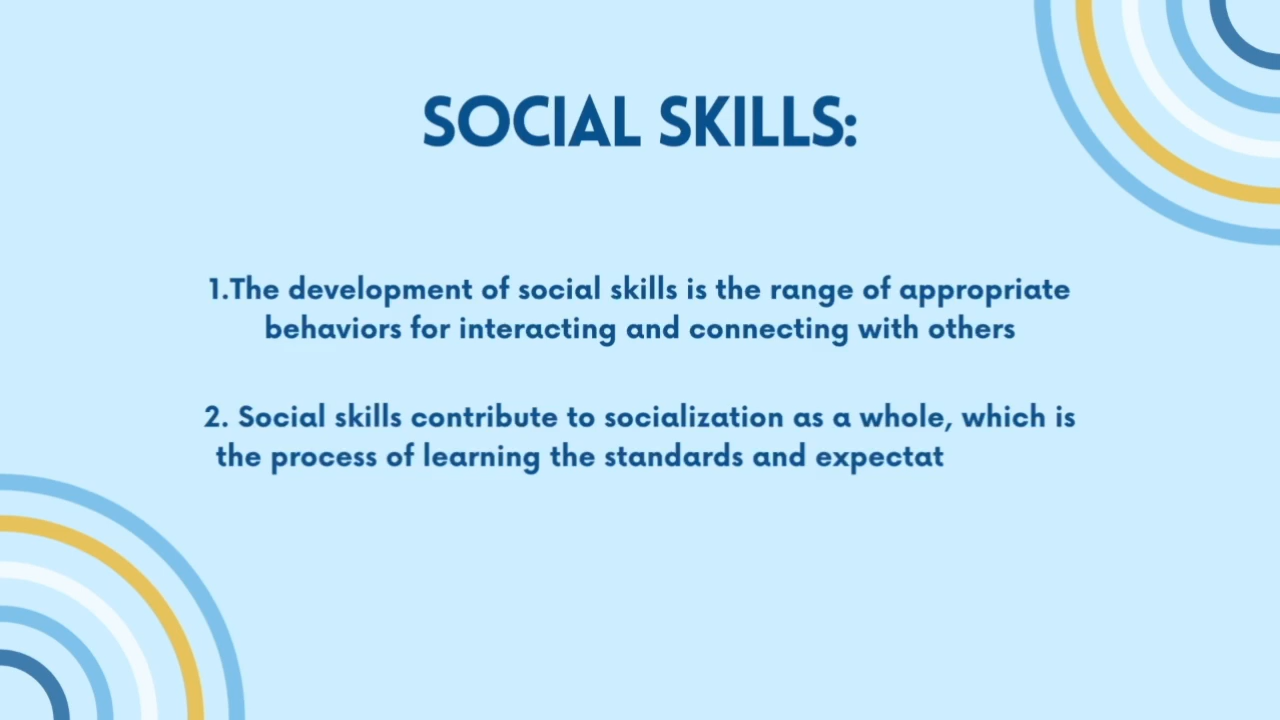 SOCIAL SKILLS:
1.The development of social skills is the range of appropriate
behaviors for interacting and connecting with others
2. Social skills contribute to socialization as a whole, which is
the process of learning the standards and expectat